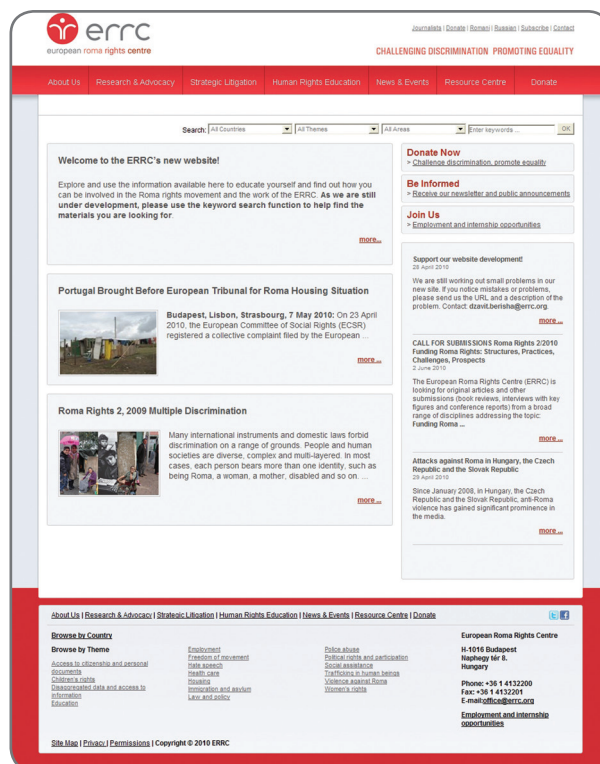 errc
european roma rights centre
Journalists | Donate | Romani | Russian | Subscribe | Contact
CHALLENGING DISCRIMINATION PROMOTING EQUALITY
About Us
Research & Advocacy
Strategic Litigation
Human Rights Education
News & Events
Resource Centre
Donate
Search: All Countries All Themes All Areas Enter keywords ... OK
Welcome to the ERRC's new website!
Explore and use the information available here to educate yourself and find out how you
can be involved in the Roma rights movement and the work of the ERRC. As we are still
under development, please use the keyword search function to help find the
materials you are looking for.
more...
Portugal Brought Before European Tribunal for Roma Housing Situation
Budapest, Lisbon, Strasbourg, 7 May 2010: On 23 April
2010, the European Committee of Social Rights (ECSR)
registered a collective complaint filed by the European ...
more ...
Roma Rights 2, 2009 Multiple Discrimination
Many international instruments and domestic laws forbid
discrimination on a range of grounds. People and human
societies are diverse, complex and multi-layered. In most
cases, each person bears more than one identity, such as
being Roma, a woman, a mother, disabled and so on. ...
more ...
Donate Now
> Challenge discrimination, promote equality
Be Informed
> Receive our newsletter and public announcements
Join Us
> Employment and internship opportunities
Support our website development!
28 April 2010
We are still working out small problems in our
new site. If you notice mistakes or problems,
please send us the URL and a description of the
problem. Contact: dzavit.berisha@errc.org.
more ...
CALL FOR SUBMISSIONS Roma Rights 2/2010
Funding Roma Rights: Structures, Practices,
Challenges, Prospects
2 June 2010
The European Roma Rights Centre (ERRC) is
looking for original articles and other
submissions (book reviews, interviews with key
figures and conference reports) from a broad
range of disciplines addressing the topic:
Funding Roma ...
more ...
Attacks against Roma in Hungary, the Czech
Republic and the Slovak Republic
29 April 2010
Since January 2008, in Hungary, the Czech
Republic and the Slovak Republic, anti-Roma
violence has gained significant prominence in
the media.
more ...
About Us | Research & Advocacy | Strategic Litigation | Human Rights Education | News & Events | Resource Centre | Donate
Browse by Country
Browse by Theme
Access to citizenship and personal
documents
Children's rights
Disaggregated data and access to
information
Education
Employment
Freedom of movement
Hate speech
Health care
Housing
Immigration and asylum
Law and policy
Police abuse
Political rights and participation
Social assistance
Trafficking in human beings
Violence against Roma
Women's rights
European Roma Rights Centre
H-1016 Budapest
Naphegy tér 8.
Hungary
Phone: +36 1 4132200
Fax: +36 1 4132201
E-mail:office@errc.org
Employment and internship
opportunities
Site Map | Privacy | Permissions | Copyright © 2010 ERRC